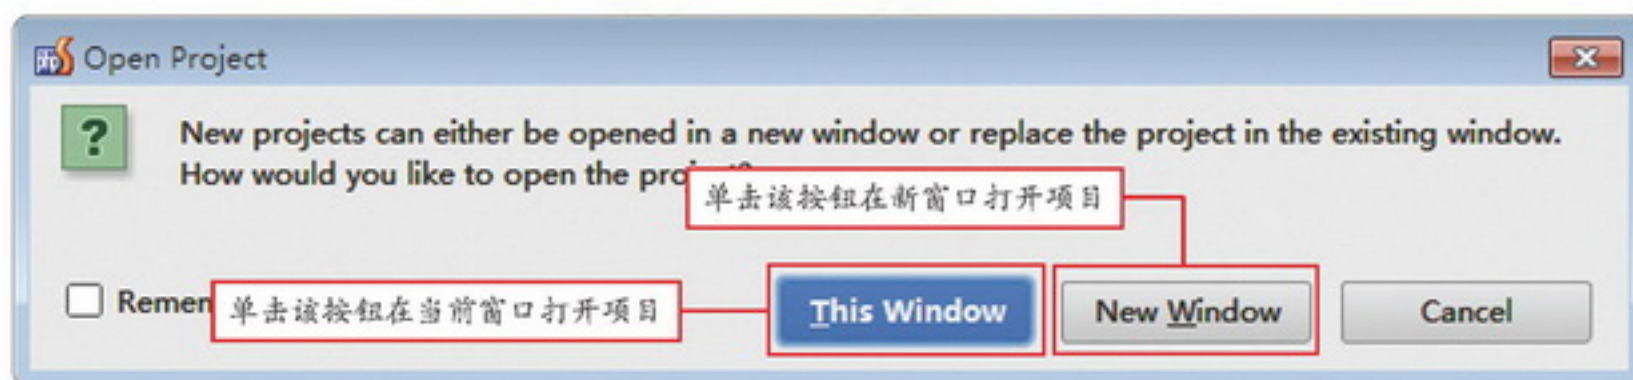 Open Project
New projects can either be opened in a new window or replace the project in the existing window.
How would you like to open the
单击该按钮在新窗口打开项目
单击该按钮在当前窗口打开项目
This Window
New Window
Cancel